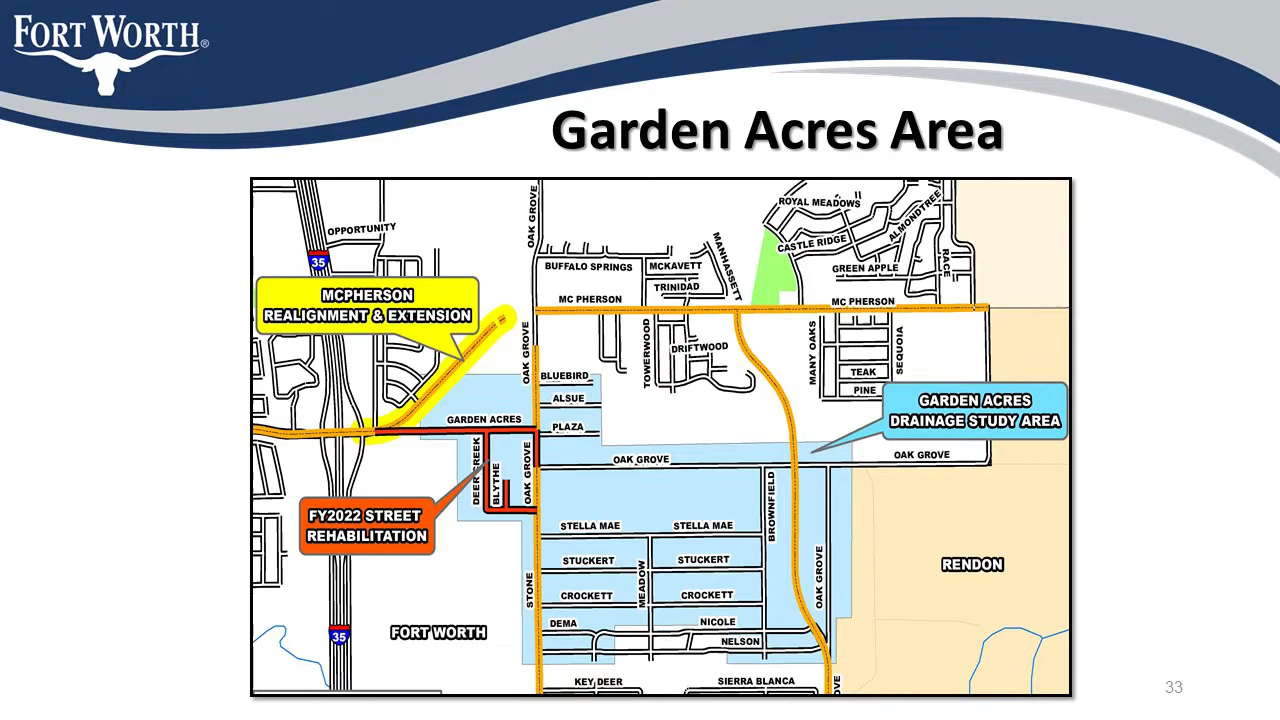 FORT WORTH®
Garden Acres Area
OPPORTUNITY
35
MCPHERSON
REALIGNMENT & EXTENSION
OAK GROVE
BUFFALO SPRINGS
MCKAVETT
TRINIDAD
MANHASSETT
MC PHERSON
ROYAL MEADOWS
CASTLE RIDGE
ALMONDTREE
GREEN APPLE
RACE
MC PHERSON
OAK GROVE
TOWERWOOD
DRIFTWOOD
MANY OAKS
SEQUOIA
TEAK
PINE
BLUEBIRD
ALSUE
PLAZA
GARDEN ACRES
GARDEN ACRES
DRAINAGE STUDY AREA
DEER CREEK
BLYTHE
OAK GROVE
OAK GROVE
OAK GROVE
FY2022 STREET
REHABILITATION
BROWNFIELD
STELLA MAE
STELLA MAE
STUCKERT
STUCKERT
MEADOW
CROCKETT
CROCKETT
OAK GROVE
STONE
DEMA
NICOLE
NELSON
RENDON
FORT WORTH
35
KEY DEER
SIERRA BLANCA
OVE
33